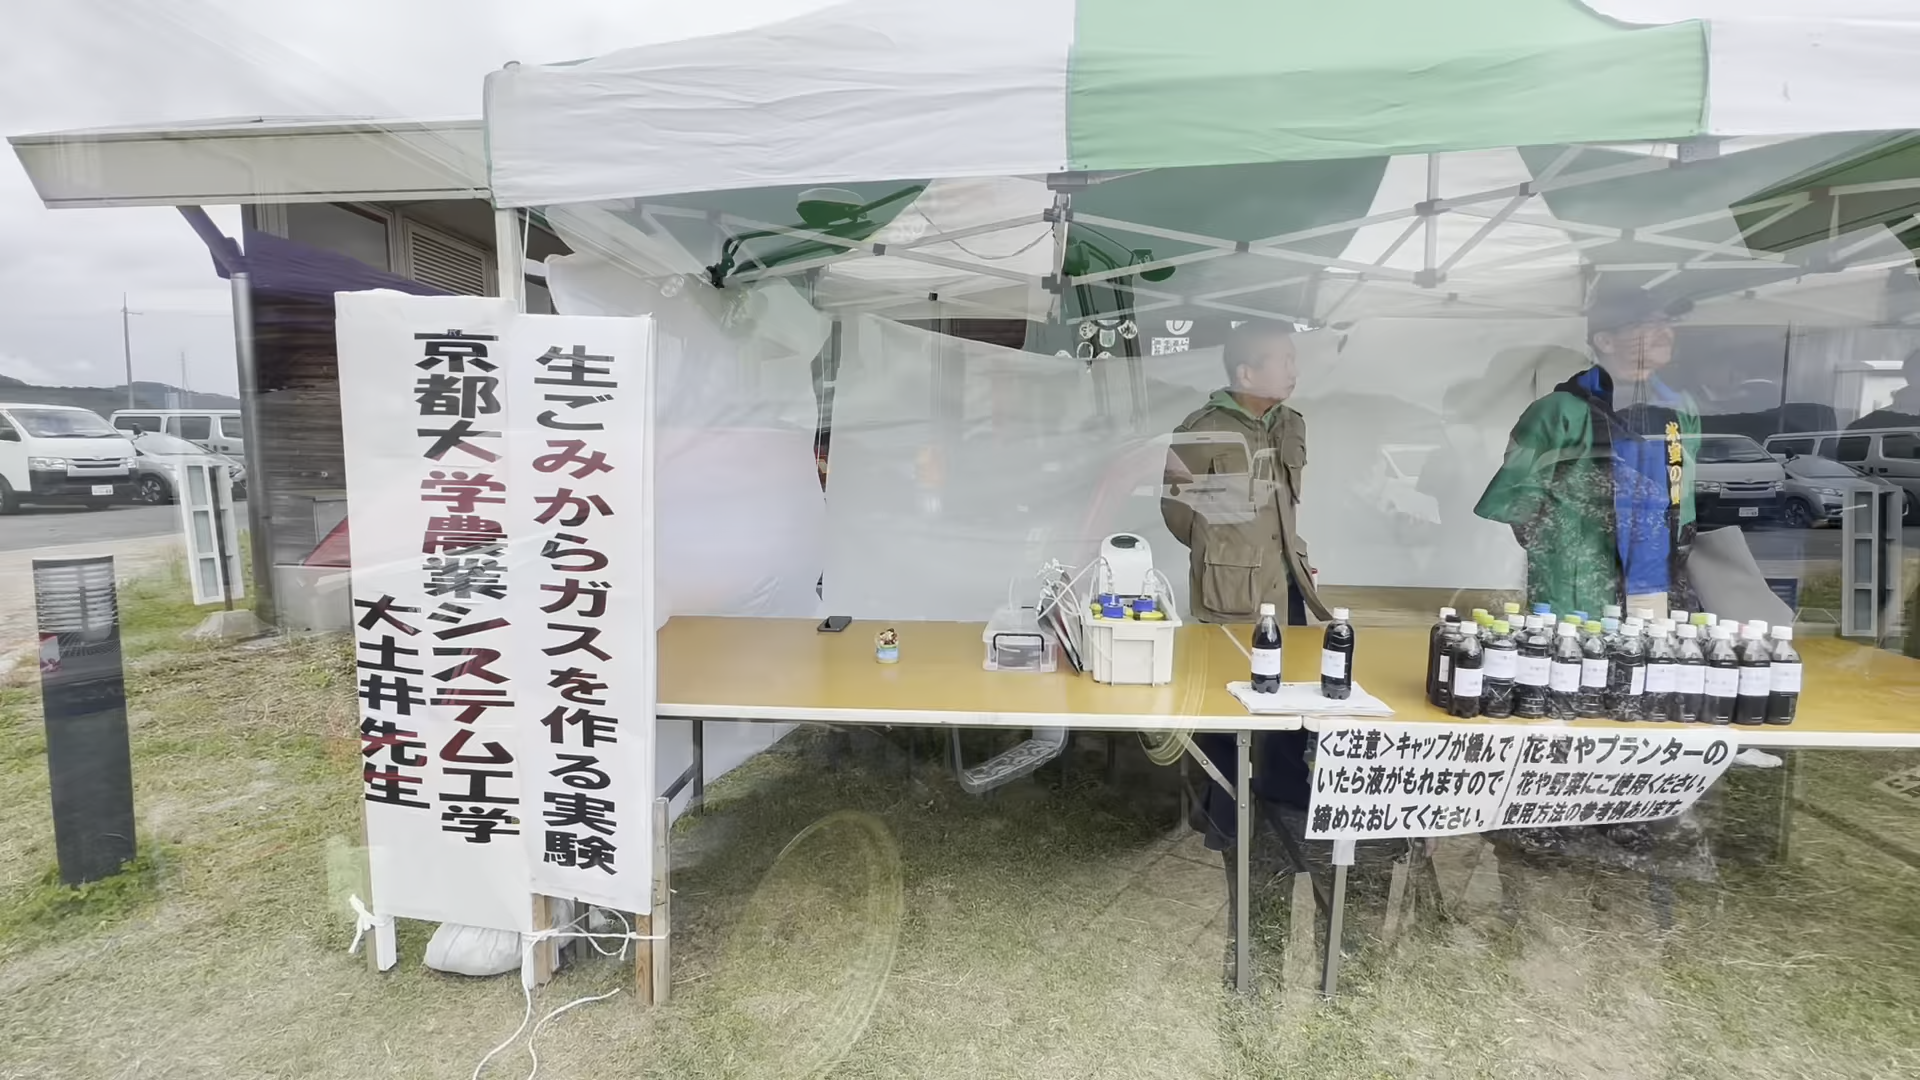 生ごみからガスを作る実験
京都大学農業システム工学
大土井先生
<ご注意>キャップが緩んで
いたら液がもれますので
締めなおしてください。
花壇やプランターの
花や野菜にご使用ください。
使用方法の参考例あります。